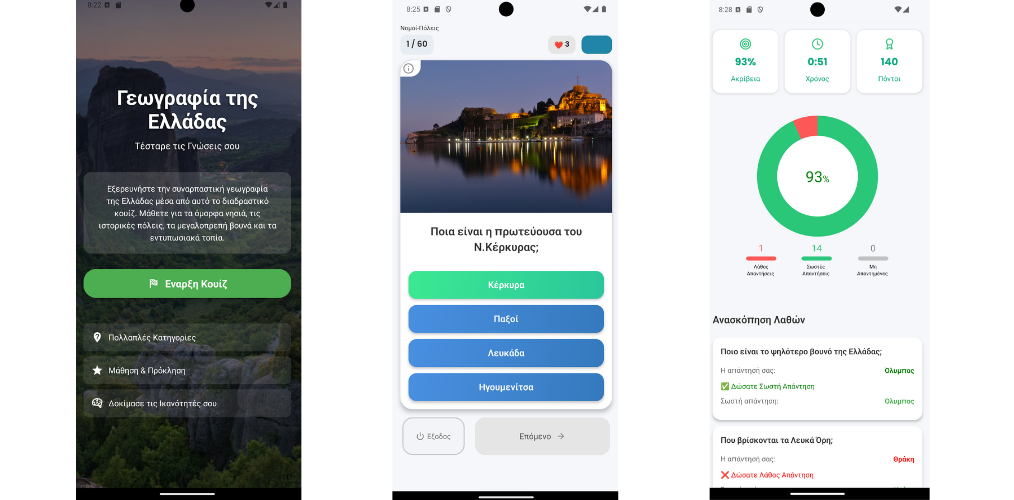 8:22
Γεωγραφία της
Ελλάδας
Τέσταρε τις Γνώσεις σου
Εξερευνήστε την συναρπαστική γεωγραφία
της Ελλάδας μέσα από αυτό το διαδραστικό
κουίζ. Μάθετε για τα όμορφα νησιά, τις
ιστορικές πόλεις, τα μεγαλοπρεπή βουνά και τα
εντυπωσιακά τοπία.
Εναρξη Κουίζ
Πολλαπλές Κατηγορίες
Μάθηση & Πρόκληση
Δοκίμασε τις Ικανότητές σου
8:25
Νομοί-Πόλεις
1 / 60
3
Ποια είναι η πρωτεύουσα του
Ν.Κέρκυρας;
Κέρκυρα
Παξοί
Λευκάδα
Ηγουμενίτσα
Εξοδος
Επόμενο →
8:28
93%
Ακρίβεια
0:51
Χρόνος
140
Πόντοι
93%
1
Λάθος
Απαντήσεις
14
Σωστές
Απαντήσεις
0
Μη
Απαντημένες
Ανασκόπηση Λαθών
Ποιο είναι το ψηλότερο βουνό της Ελλάδας;
Η απάντησή σας: Ολυμπος
✅ Δώσατε Σωστή Απάντηση
Σωστή απάντηση: Ολυμπος
Που βρίσκονται τα Λευκά Όρη;
Η απάντησή σας: Θράκη
❌ Δώσατε Λάθος Απάντηση